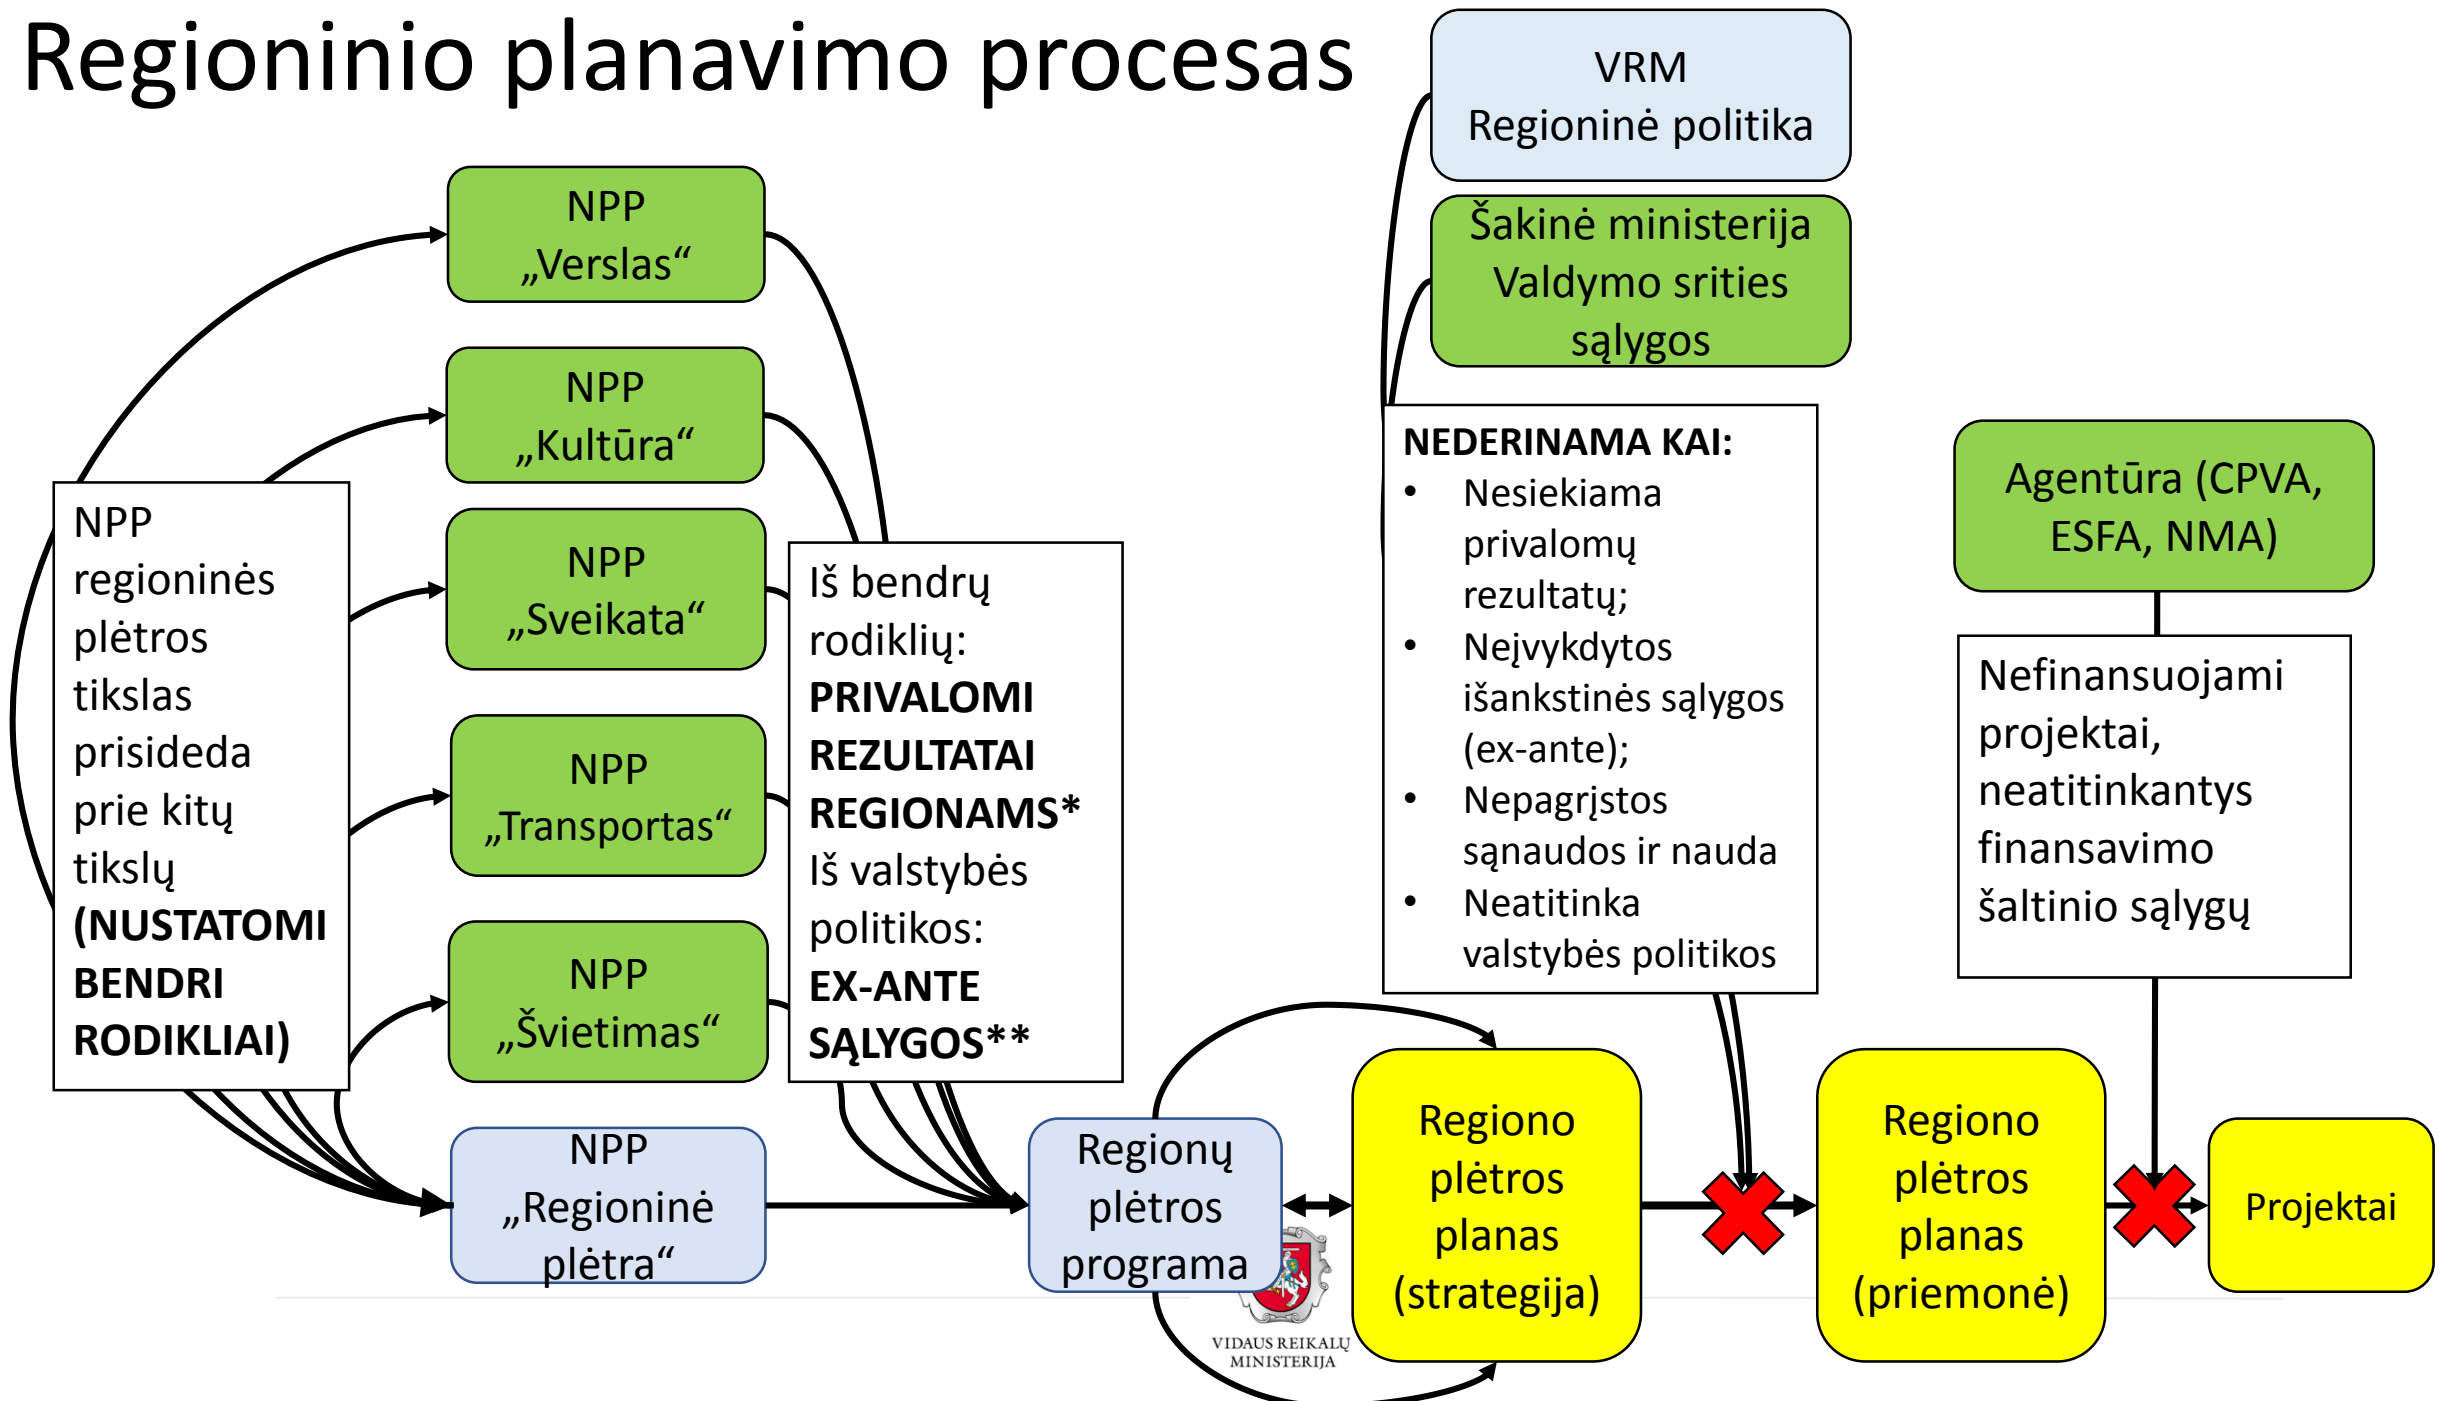 Regioninio planavimo procesas
VRM
Regioninė politika
Šakinė ministerija
Valdymo srities
sąlygos
NPP
„Verslas“
NPP
„Kultūra“
NPP
„Sveikata“
NPP
„Transportas“
NPP
„Švietimas“
NPP
„Regioninė
plėtra“
NPP
regioninės
plėtros
tikslas
prisideda
prie kitų
tikslų
(NUSTATOMI
BENDRI
RODIKLIAI)
Iš bendrų
rodiklių:
PRIVALOMI
REZULTATAI
REGIONAMS*
Iš valstybės
politikos:
EX-ANTE
SĄLYGOS**
NEDERINAMA KAI:
• Nesiekiama
privalomų
rezultatų;
• Neįvykdytos
išankstinės sąlygos
(ex-ante);
• Nepagrįstos
sąnaudos ir nauda
• Neatitinka
valstybės politikos
Agentūra (CPVA,
ESFA, NMA)
Nefinansuojami
projektai,
neatitinkantys
finansavimo
šaltinio sąlygų
Regionų
plėtros
programa
Regiono
plėtros
planas
(strategija)
Regiono
plėtros
planas
(priemonė)
Projektai
VIDAUS REIKALŲ
MINISTERIJA